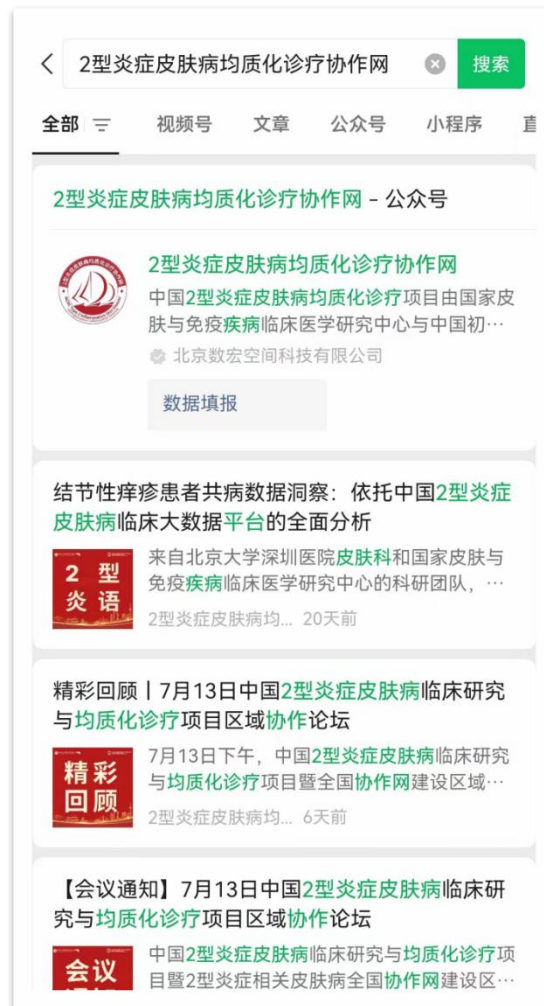 2型炎症皮肤病均质化诊疗协作网
搜索
全部
视频号
文章
公众号
小程序
2型炎症皮肤病均质化诊疗协作网 - 公众号
2型炎症皮肤病均质化诊疗协作网
中国2型炎症皮肤病均质化诊疗项目由国家皮
肤与免疫疾病临床医学研究中心与中国初…
北京数宏空间科技有限公司
数据填报
结节性痒疹患者共病数据洞察：依托中国2型炎症
皮肤病临床大数据平台的全面分析
2 型
炎 语
来自北京大学深圳医院皮肤科和国家皮肤与
免疫疾病临床医学研究中心的科研团队，…
2型炎症皮肤病均... 20天前
精彩回顾丨7月13日中国2型炎症皮肤病临床研究
与均质化诊疗项目区域协作论坛
精彩
回顾
7月13日下午，中国2型炎症皮肤病临床研究
与均质化诊疗项目暨全国协作网建设区域…
2型炎症皮肤病均... 6天前
【会议通知】7月13日中国2型炎症皮肤病临床研
究与均质化诊疗项目区域协作论坛
会议
中国2型炎症皮肤病临床研究与均质化诊疗项
目暨2型炎症相关皮肤病全国协作网建设区…